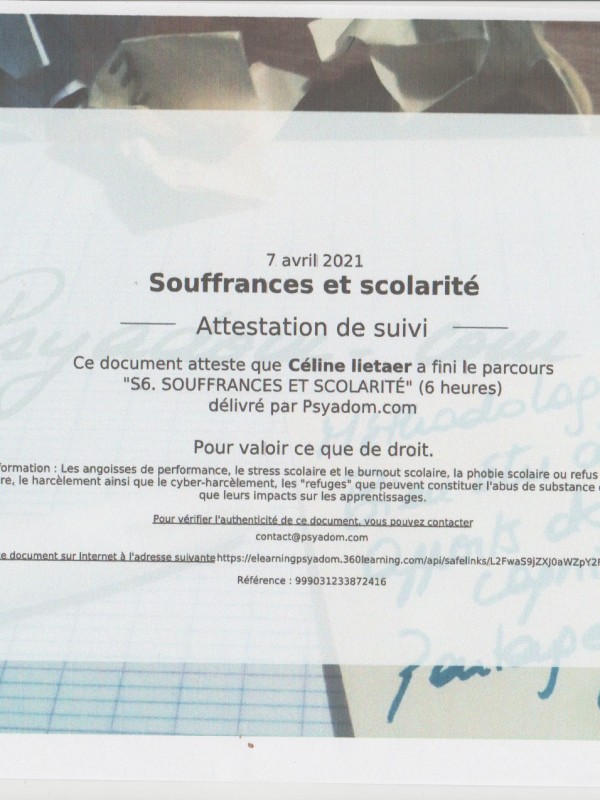 7 avril 2021
Souffrances et scolarité
Attestation de suivi
Ce document atteste que Céline lietaer a fini le parcours
"S6. SOUFFRANCES ET SCOLARITÉ" (6 heures)
délivré par Psyadom.com
Pour valoir ce que de droit.
formation : Les angoisses de performance, le stress scolaire et le burnout scolaire, la phobie scolaire ou refus
re, le harcèlement ainsi que le cyber-harcèlement, les "refuges" que peuvent constituer l'abus de substance
que leurs impacts sur les apprentissages.
Pour vérifier l'authenticité de ce document, vous pouvez contacter
contact@psyadom.com
e document sur Internet à l'adresse suivante https://elearningpsyadom.360learning.com/api/safelinks/L2FwaS9jZXJ0aWZpY2F
Référence : 999031233872416
Psyadom.com
Partage